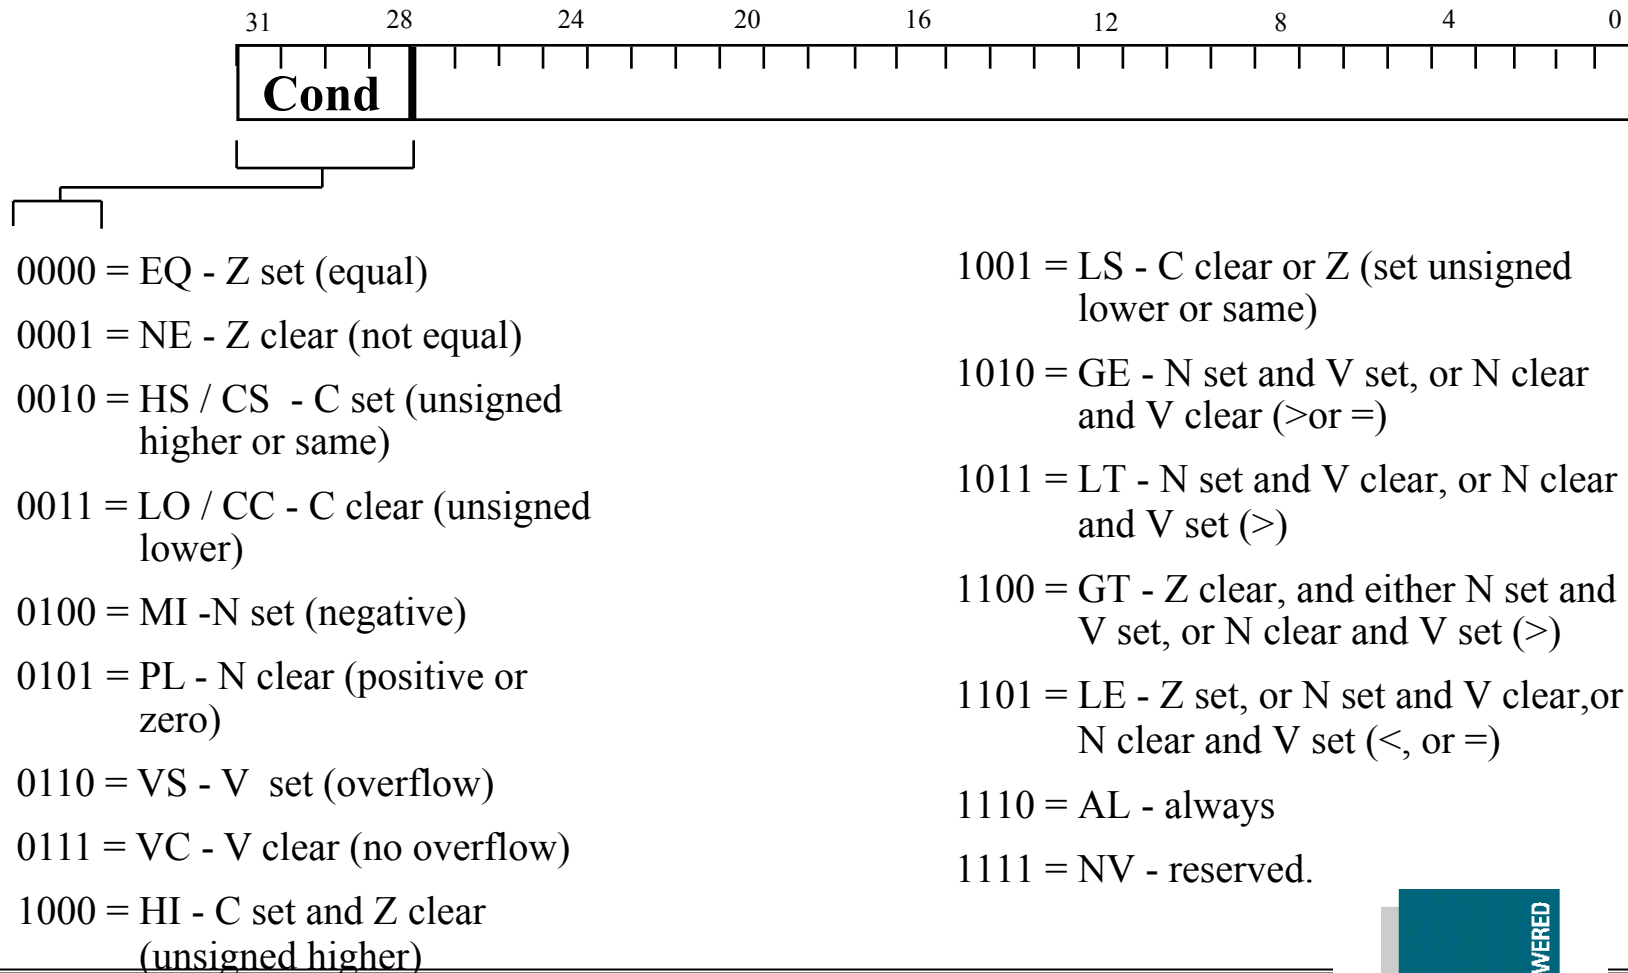 31 28 24 20 16 12 8 4 0
Cond
0000 = EQ - Z set (equal)
0001 = NE - Z clear (not equal)
0010 = HS / CS - C set (unsigned
higher or same)
0011 = LO / CC - C clear (unsigned
lower)
0100 = MI -N set (negative)
0101 = PL - N clear (positive or
zero)
0110 = VS - V set (overflow)
0111 = VC - V clear (no overflow)
1000 = HI - C set and Z clear
(unsigned higher)
1001 = LS - C clear or Z (set unsigned
lower or same)
1010 = GE - N set and V set, or N clear
and V clear (>or =)
1011 = LT - N set and V clear, or N clear
and V set (>)
1100 = GT - Z clear, and either N set and
V set, or N clear and V set (>)
1101 = LE - Z set, or N set and V clear,or
N clear and V set (<, or =)
1110 = AL - always
1111 = NV - reserved.
WERED